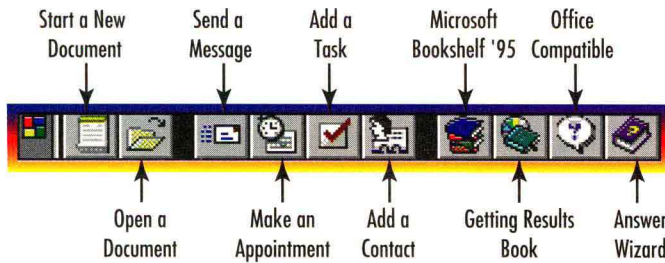 Start a New
Document
Send a
Message
Add a
Task
Microsoft
Bookshelf '95
Office
Compatible
Open a
Document
Make an
Appointment
Add a
Contact
Getting Results
Book
Answer
Wizard